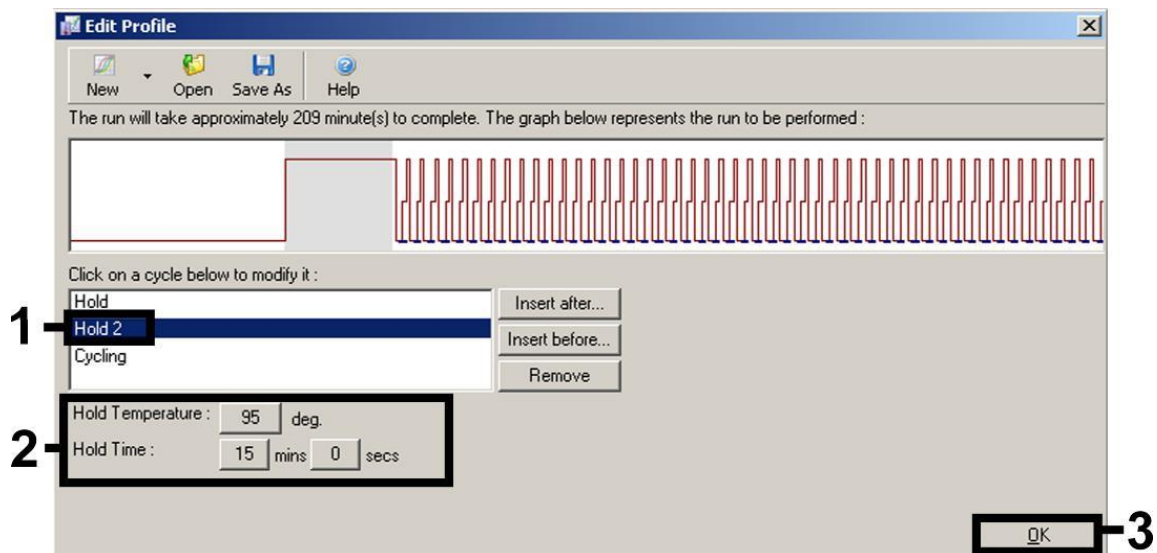 Edit Profile
New Open Save As Help
The run will take approximately 209 minute(s) to complete. The graph below represents the run to be performed :
Click on a cycle below to modify it :
Hold
Insert after...
1 Hold 2
Insert before...
Cycling
Remove
2
Hold Temperature : 95 deg.
Hold Time : 15 mins 0 secs
OK 3